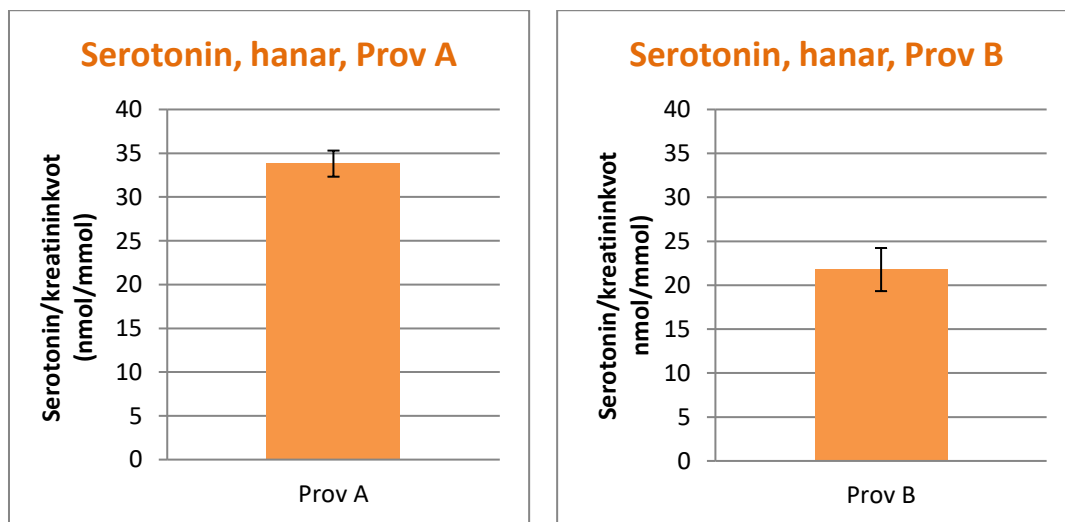 Serotonin, hanar, Prov A
Serotonin/kreatininkvot
(nmol/mmol)
40
35
30
25
20
15
10
5
0
Prov A
Serotonin, hanar, Prov B
Serotonin/kreatininkvot
nmol/mmol)
40
35
30
25
20
15
10
5
0
Prov B